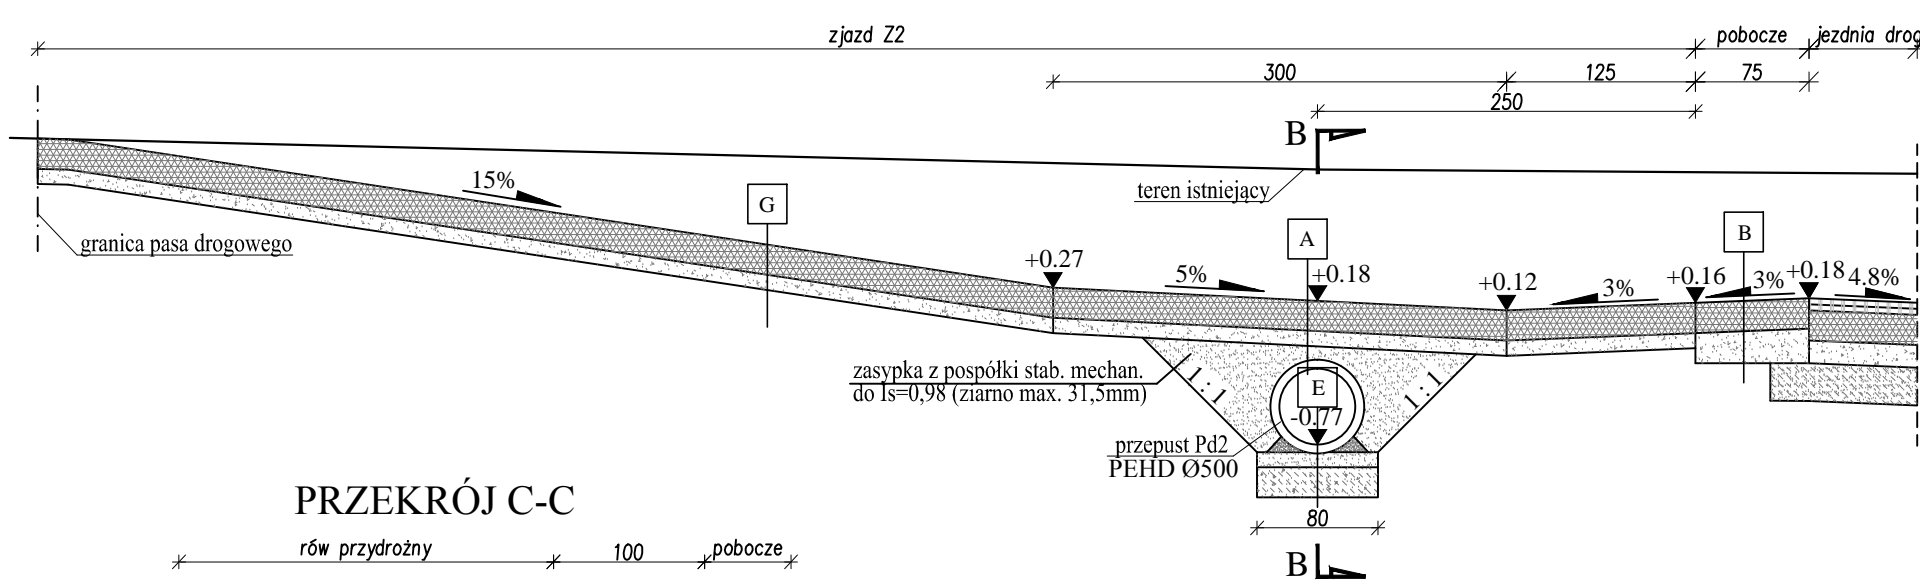 zjazd Z2
pobocze
300
125
75
250
B
15%
teren istniejący
G
A
B
granica pasa drogowego
+0.27
5%
+0.18
+0.12
3%
+0.16
3%
+0.18
4.8%
zasypka z pospółki stab. mechan.
do Is=0,98 (ziarno max. 31,5mm)
1:1
1:1
E
-0.77
przepust Pd2
PEHD Ø500
80
B
PRZEKRÓJ C-C
rów przydrożny
100
pobocze
jezdnia drog